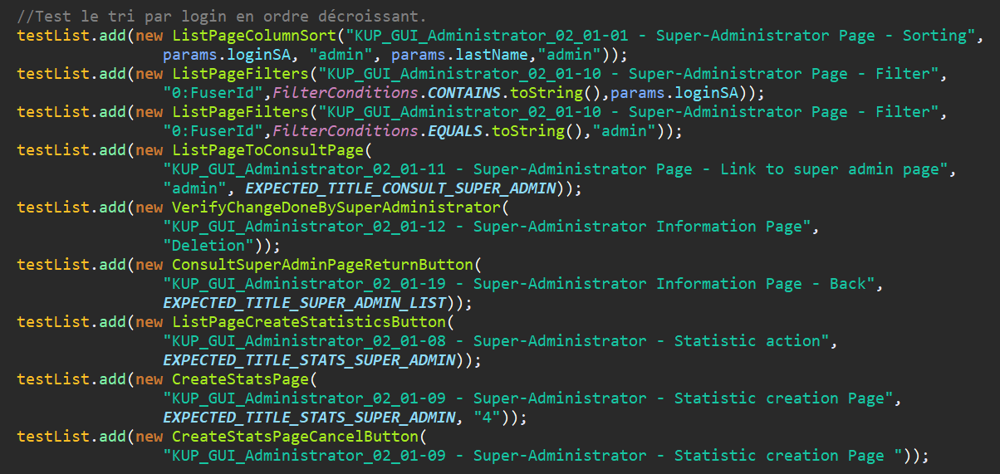 //Test le tri par login en ordre décroissant.
testList.add(new ListPageColumnSort("KUP_GUI_Administrator_02_01-01 - Super-Administrator Page - Sorting",
params.loginSA, "admin", params.lastName,"admin"));
testList.add(new ListPageFilters("KUP_GUI_Administrator_02_01-10 - Super-Administrator Page - Filter",
"0:FuserId",FilterConditions.CONTAINS.toString(),params.loginSA));
testList.add(new ListPageFilters("KUP_GUI_Administrator_02_01-10 - Super-Administrator Page - Filter",
"0:FuserId",FilterConditions.EQUALS.toString(),"admin"));
testList.add(new ListPageToConsultPage(
"KUP_GUI_Administrator_02_01-11 - Super-Administrator Page - Link to super admin page",
"admin", EXPECTED_TITLE_CONSULT_SUPER_ADMIN));
testList.add(new VerifyChangeDoneBySuperAdministrator(
"KUP_GUI_Administrator_02_01-12 - Super-Administrator Information Page",
"Deletion"));
testList.add(new ConsultSuperAdminPageReturnButton(
"KUP_GUI_Administrator_02_01-19 - Super-Administrator Information Page - Back",
EXPECTED_TITLE_SUPER_ADMIN_LIST));
testList.add(new ListPageCreateStatisticsButton(
"KUP_GUI_Administrator_02_01-08 - Super-Administrator - Statistic action",
EXPECTED_TITLE_STATS_SUPER_ADMIN));
testList.add(new CreateStatsPage(
"KUP_GUI_Administrator_02_01-09 - Super-Administrator - Statistic creation Page",
EXPECTED_TITLE_STATS_SUPER_ADMIN, "4"));
testList.add(new CreateStatsPageCancelButton(
"KUP_GUI_Administrator_02_01-09 - Super-Administrator - Statistic creation Page "));